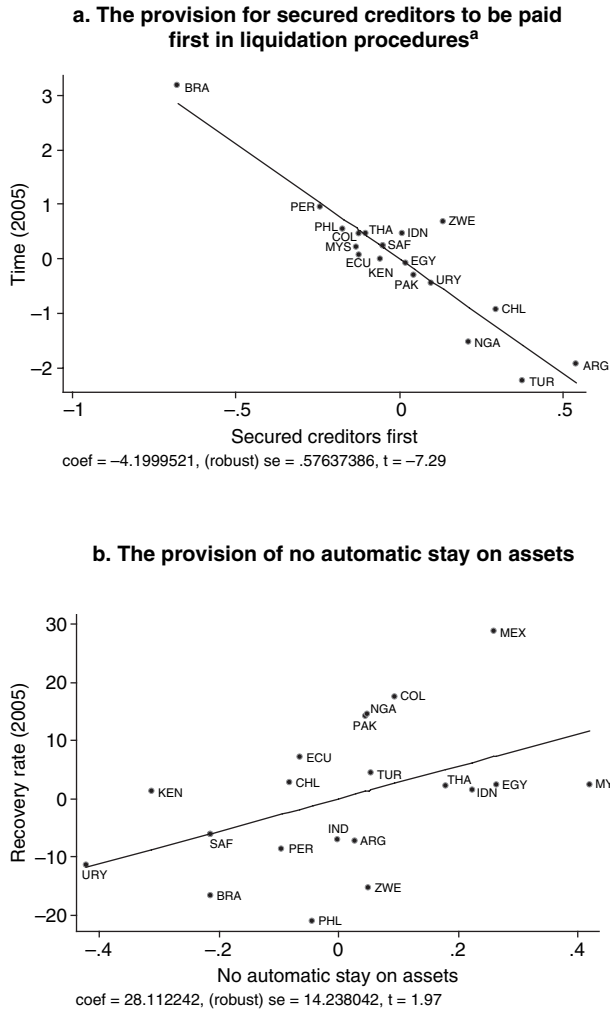 a. The provision for secured creditors to be paid
first in liquidation proceduresᵃ
3
2
1
0
−1
−2
Time (2005)
BRA
PER
PHL
COL
THA
IDN
ZWE
MYS
SAF
ECU
KEN
EGY
PAK
URY
CHL
NGA
ARG
TUR
−1
−.5
0
.5
Secured creditors first
coef = −4.1999521, (robust) se = .57637386, t = −7.29
b. The provision of no automatic stay on assets
30
20
10
0
−10
−20
Recovery rate (2005)
MEX
COL
NGA
PAK
ECU
TUR
CHL
KEN
THA
IDN
EGY
MY
SAF
PER
IND
ARG
URY
BRA
ZWE
PHL
−.4
−0.2
0
0.2
.4
No automatic stay on assets
coef = 28.112242, (robust) se = 14.238042, t = 1.97